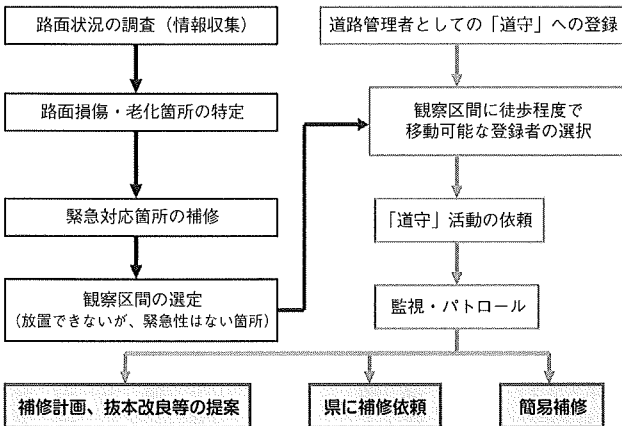 路面状況の調査（情報収集）
路面損傷・老化箇所の特定
緊急対応箇所の補修
観察区間の選定
（放置できないが、緊急性はない箇所）
道路管理者としての「道守」への登録
観察区間に徒歩程度で
移動可能な登録者の選択
「道守」活動の依頼
監視・パトロール
補修計画、抜本改良等の提案
県に補修依頼
簡易補修